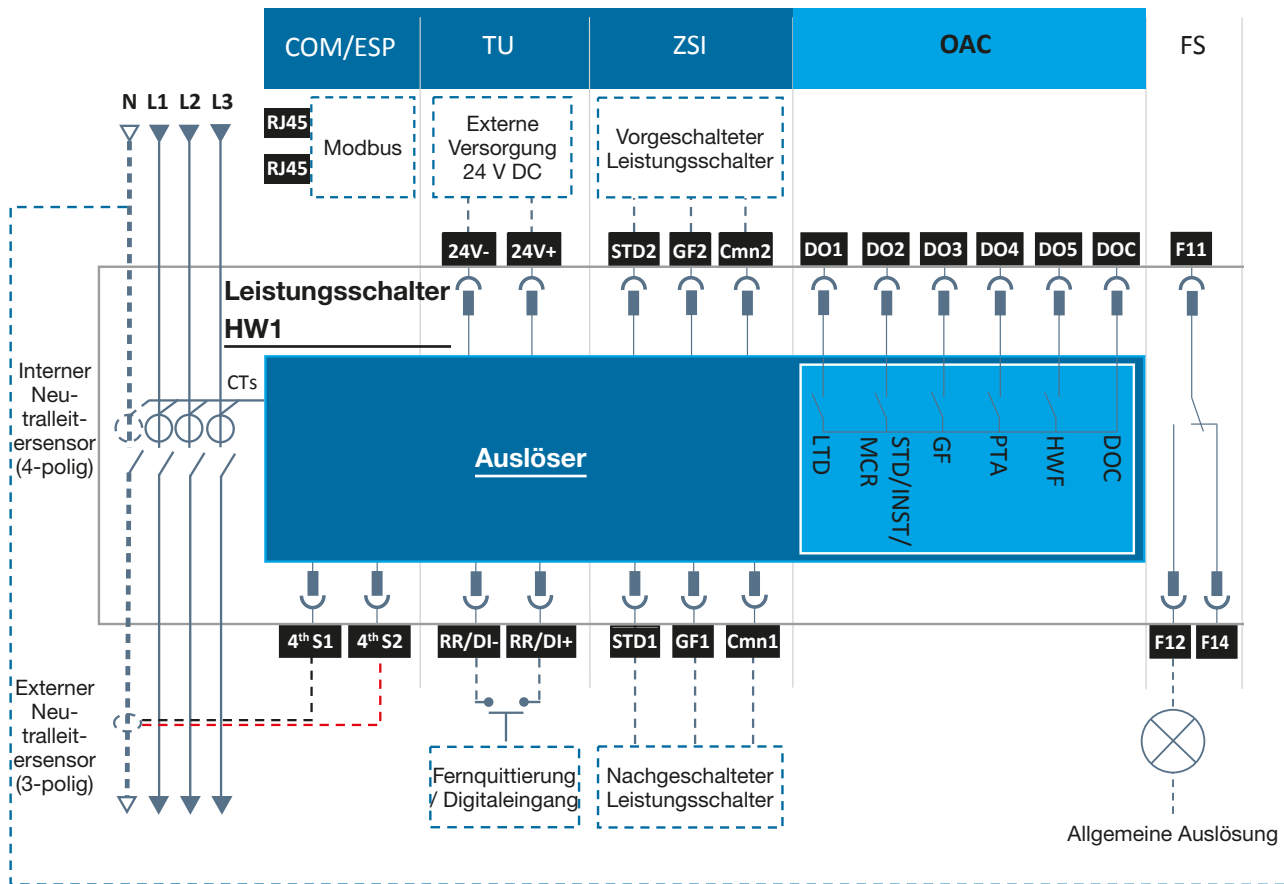 COM/ESP TU ZSI OAC FS
N L1 L2 L3
RJ45
RJ45
Modbus
Externe
Versorgung
24 V DC
Vorgeschalteter
Leistungsschalter
24V- 24V+ STD2 GF2 Cmn2 DO1 DO2 DO3 DO4 DO5 DOC F11
Leistungsschalter
HW1
Interner
Neu-
tralleit-
ersensor
(4-polig)
CTs
Auslöser
LTD
STD/INST/
MCR
GF
PTA
HWF
DOC
4th S1 4th S2 RR/DI- RR/DI+ STD1 GF1 Cmn1 F12 F14
Externer
Neu-
tralleit-
ersensor
(3-polig)
Fernquittierung
/ Digitaleingang
Nachgeschalteter
Leistungsschalter
Allgemeine Auslösung